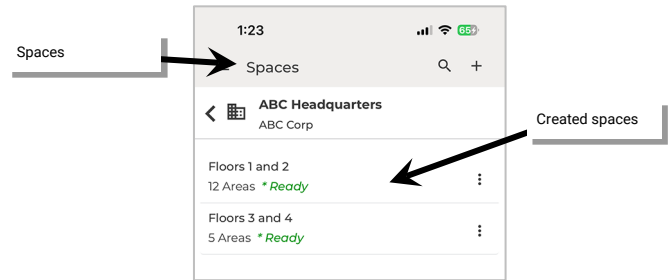 1:23
65
Spaces
Spaces
ABC Headquarters
ABC Corp
Created spaces
Floors 1 and 2
12 Areas * Ready
Floors 3 and 4
5 Areas * Ready